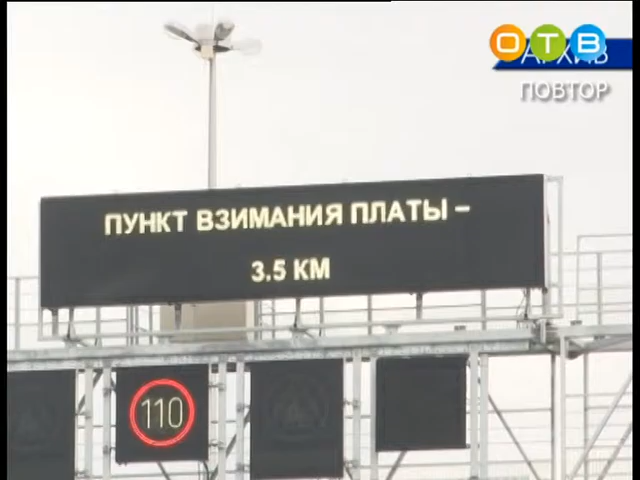 ОТВ
АРХИВ
ПОВТОР
ПУНКТ ВЗИМАНИЯ ПЛАТЫ –
3.5 КМ
110